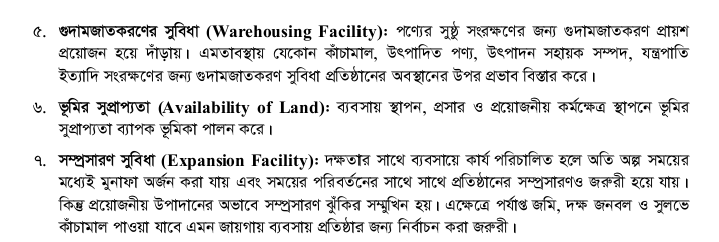 ৫. গুদামজাতকরণের সুবিধা (Warehousing Facility): পণ্যের সুষ্ঠু সংরক্ষণের জন্য গুদামজাতকরণ প্রায়শ
প্রয়োজন হয়ে দাঁড়ায়। এমতাবস্থায় যেকোন কাঁচামাল, উৎপাদিত পণ্য, উৎপাদন সহায়ক সম্পদ, যন্ত্রপাতি
ইত্যাদি সংরক্ষণের জন্য গুদামজাতকরণ সুবিধা প্রতিষ্ঠানের অবস্থানের উপর প্রভাব বিস্তার করে।
৬. ভূমির সুপ্রাপ্যতা (Availability of Land): ব্যবসায় স্থাপন, প্রসার ও প্রয়োজনীয় কর্মক্ষেত্র স্থাপনে ভূমির
সুপ্রাপ্যতা ব্যাপক ভূমিকা পালন করে।
৭. সম্প্রসারণ সুবিধা (Expansion Facility): দক্ষতার সাথে ব্যবসায়ে কার্য পরিচালিত হলে অতি অল্প সময়ের
মধ্যেই মুনাফা অর্জন করা যায় এবং সময়ের পরিবর্তনের সাথে সাথে প্রতিষ্ঠানের সম্প্রসারণও জরুরী হয়ে যায়।
কিন্তু প্রয়োজনীয় উপাদানের অভাবে সম্প্রসারণ ঝুঁকির সম্মুখিন হয়। এক্ষেত্রে পর্যাপ্ত জমি, দক্ষ জনবল ও সুলভে
কাঁচামাল পাওয়া যাবে এমন জায়গায় ব্যবসায় প্রতিষ্ঠার জন্য নির্বাচন করা জরুরী।